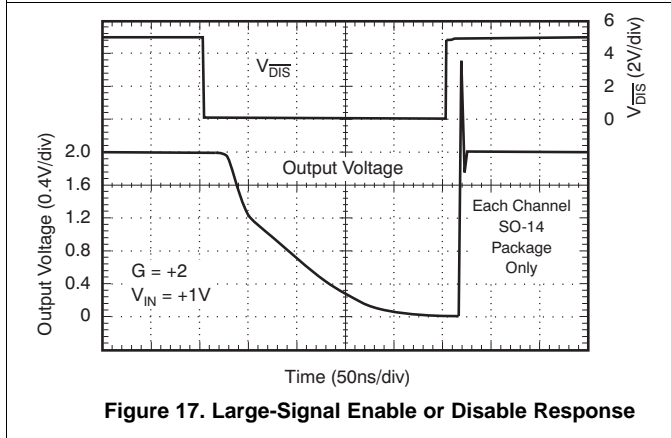 6
4
2
0
V_DIS (2V/div)
V_DIS
2.0
1.6
1.2
0.8
0.4
0
Output Voltage (0.4V/div)
Output Voltage
Each Channel
SO-14
Package
Only
G = +2
V_IN = +1V
Time (50ns/div)
Figure 17. Large-Signal Enable or Disable Response